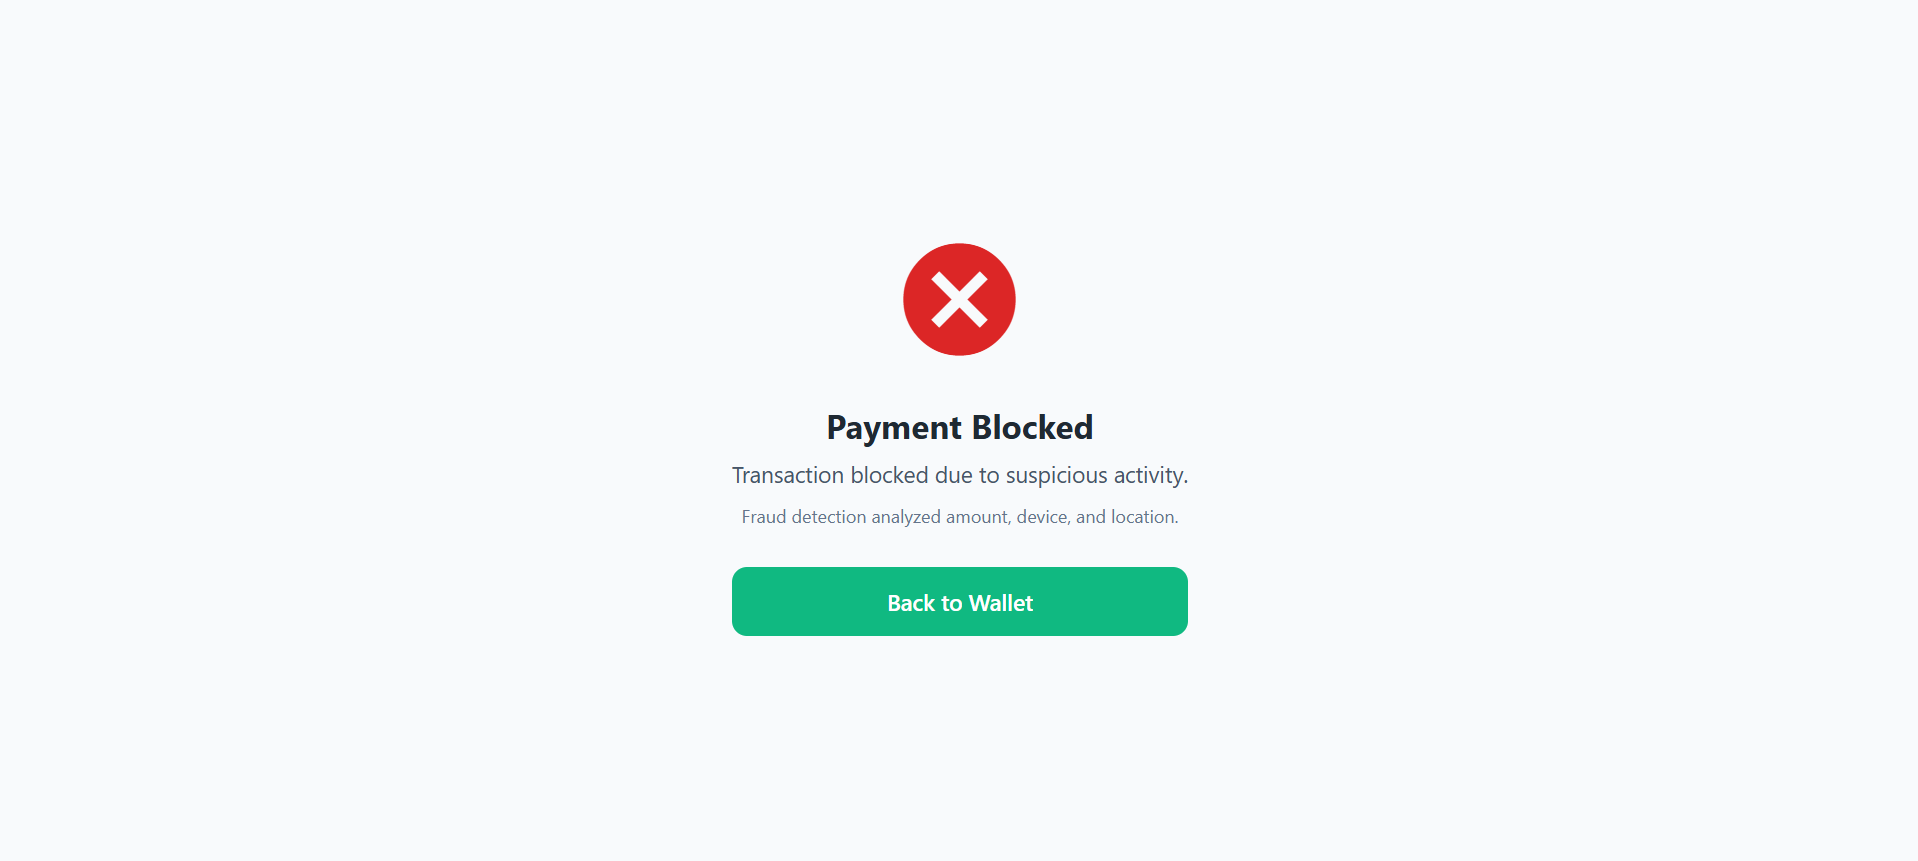 Payment Blocked
Transaction blocked due to suspicious activity.
Fraud detection analyzed amount, device, and location.
Back to Wallet